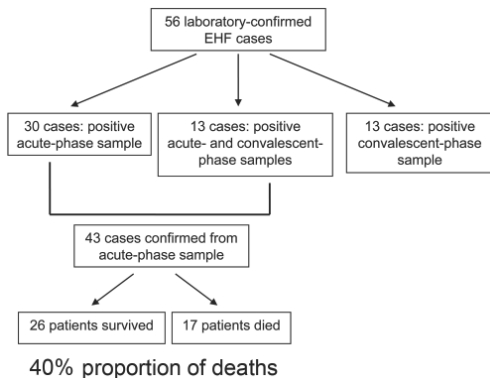 56 laboratory-confirmed
EHF cases
30 cases: positive
acute-phase sample
13 cases: positive
acute- and convalescent-
phase samples
13 cases: positive
convalescent-phase
sample
43 cases confirmed from
acute-phase sample
26 patients survived
17 patients died
40% proportion of deaths